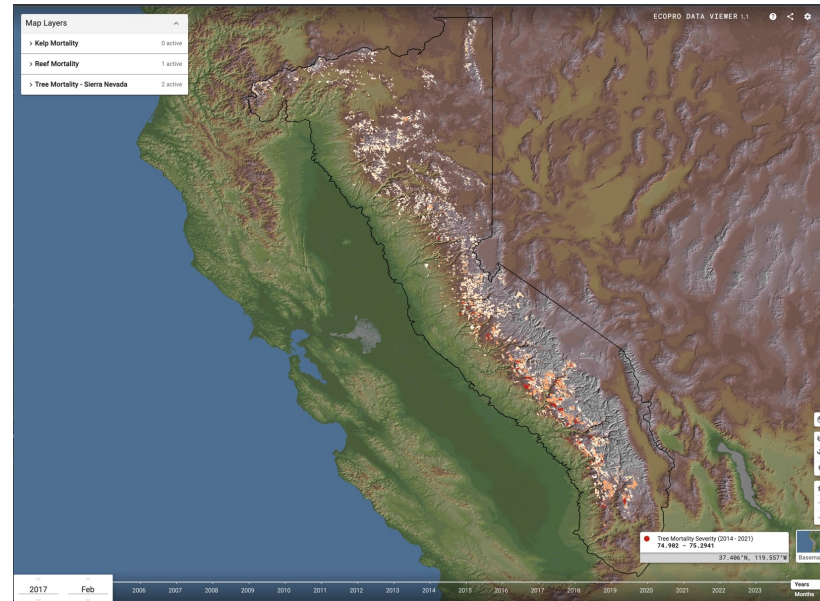 Map Layers
ECOPRO DATA VIEWER 1.1
> Kelp Mortality 0 active
> Reef Mortality 1 active
> Tree Mortality - Sierra Nevada 2 active
Tree Mortality Severity (2014 - 2021)
74.902 - 75.2941
37.406°N, 119.557°W
2017 Feb
2006 2007 2008 2009 2010 2011 2012 2013 2014 2015 2016 2017 2018 2019 2020 2021 2022 2023
Years
Months